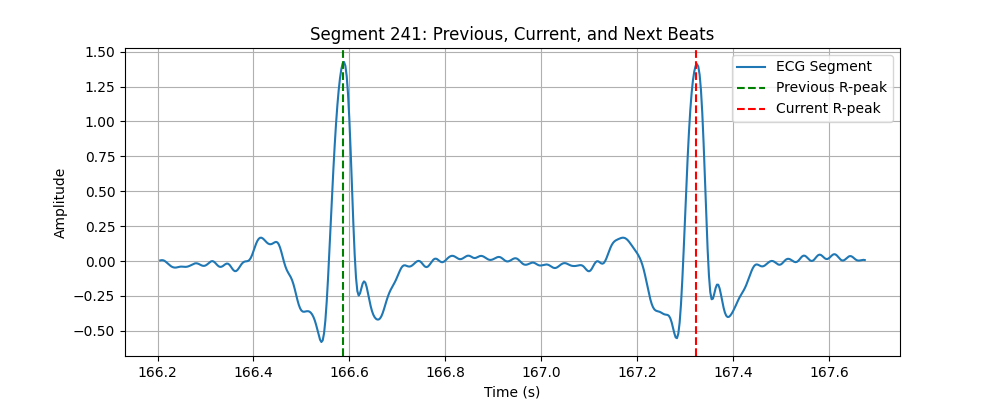 Segment 241: Previous, Current, and Next Beats
ECG Segment
Previous R-peak
Current R-peak
1.50
1.25
1.00
0.75
0.50
0.25
0.00
−0.25
−0.50
Amplitude
166.2 166.4 166.6 166.8 167.0 167.2 167.4 167.6
Time (s)